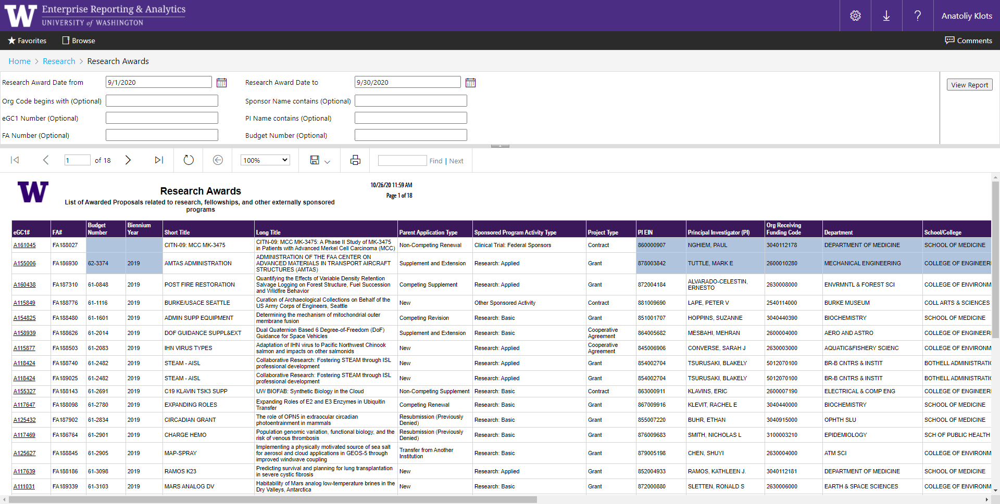 W Enterprise Reporting & Analytics
UNIVERSITY of WASHINGTON
? Anatoliy Klots
Favorites Browse Comments
Home > Research > Research Awards
Research Award Date from 9/1/2020 Research Award Date to 9/30/2020 View Report
Org Code begins with (Optional) Sponsor Name contains (Optional)
eGC1 Number (Optional) PI Name contains (Optional)
FA Number (Optional) Budget Number (Optional)
1 of 18 100% Find | Next
W
Research Awards
List of Awarded Proposals related to research, fellowships, and other externally sponsored
programs
10/26/20 11:59 AM
Page 1 of 18
eGC1# FA# Budget Number Biennium Year Short Title Long Title Parent Application Type Sponsored Program Activity Type Project Type PI EIN Principal Investigator (PI) Org Receiving Funding Code Department School/College
A161045 FA188027 CITN-09: MCC MK-3475 CITN-09: MCC MK-3475: A Phase II Study of MK-3475 in Patients with Advanced Merkel Cell Carcinoma (MCC) Non-Competing Renewal Clinical Trial: Federal Sponsors Contract 860000907 NGHIEM, PAUL 3040112178 DEPARTMENT OF MEDICINE SCHOOL OF MEDICINE
A155006 FA186930 62-3374 2019 AMTAS ADMINISTRATION ADMINISTRATION OF THE FAA CENTER ON ADVANCED MATERIALS IN TRANSPORT AIRCRAFT STRUCTURES (AMTAS) Supplement and Extension Research: Applied Grant 878003842 TUTTLE, MARK E 2600010280 MECHANICAL ENGINEERING COLLEGE OF ENGINEERI
A160438 FA187310 61-0848 2019 POST FIRE RESTORATION Quantifying the Effects of Variable Density Retention Salvage Logging on Forest Structure, Fuel Succession and Wildfire Behavior Competing Supplement Research: Applied Grant 872004184 ALVARADO-CELESTIN, ERNESTO 2630008000 ENVRMNTL & FOREST SCI COLLEGE OF ENVIRONM
A115849 FA188776 61-1116 2019 BURKE/USACE SEATTLE Curation of Archaeological Collections on Behalf of the US Army Corps of Engineers, Seattle New Other Sponsored Activity Contract 881009690 LAPE, PETER V 2540114000 BURKE MUSEUM COLL ARTS & SCIENCES
A154825 FA188480 61-1601 2019 ADMIN SUPP EQUIPMENT Determining the mechanism of mitochondrial outer membrane fusion Competing Revision Research: Basic Grant 851001707 HOPPINS, SUZANNE 3040440390 BIOCHEMISTRY SCHOOL OF MEDICINE
A158939 FA188626 61-2014 2019 DOF GUIDANCE SUPPL&EXT Dual Quaternion Based 6 Degree-of-Freedom (DoF) Guidance for Space Vehicles Supplement and Extension Research: Basic Cooperative Agreement 864005682 MESBAHI, MEHRAN 2600004000 AERO AND ASTRO COLLEGE OF ENGINEERI
A115877 FA188503 61-2083 2019 IHN VIRUS TYPES Adaptation of IHN virus to Pacific Northwest Chinook salmon and impacts on other salmonids New Research: Applied Cooperative Agreement 845006906 CONVERSE, SARAH J 2630003000 AQUATIC&FISHERY SCIENC COLLEGE OF ENVIRONM
A118424 FA188740 61-2482 2019 STEAM - AISL Collaborative Research: Fostering STEAM through ISL professional development New Research: Applied Grant 854002704 TSURUSAKI, BLAKELY 5012070100 BR-B CNTRS & INSTIT BOTHELL ADMINISTRATIO
A118424 FA189025 61-2482 2019 STEAM - AISL Collaborative Research: Fostering STEAM through ISL professional development New Research: Applied Grant 854002704 TSURUSAKI, BLAKELY 5012070100 BR-B CNTRS & INSTIT BOTHELL ADMINISTRATIO
A155327 FA188143 61-2691 2019 C19 KLAVIN TSK3 SUPP UW BIOFAB: Synthetic Biology in the Cloud Non-Competing Supplement Research: Basic Contract 863000911 KLAVINS, ERIC 2600007190 ELECTRICAL & COMP ENG COLLEGE OF ENGINEERI
A117647 FA188098 61-2780 2019 EXPANDING ROLES Expanding Roles of E2 and E3 Enzymes in Ubiquitin Transfer Competing Renewal Research: Basic Grant 867009916 KLEVIT, RACHEL E 3040440000 BIOCHEMISTRY SCHOOL OF MEDICINE
A125432 FA187902 61-2834 2019 CIRCADIAN GRANT The role of OPN5 in extraocular circadian photoentrainment in mammals Resubmission (Previously Denied) Research: Basic Grant 855007220 BUHR, ETHAN 3040915000 OPHTH SLU SCHOOL OF MEDICINE
A117469 FA186764 61-2901 2019 CHARGE HEMO Population genomic variation, functional biology, and the risk of venous thrombosis Resubmission (Previously Denied) Research: Basic Grant 876009683 SMITH, NICHOLAS L 3100003210 EPIDEMIOLOGY SCH OF PUBLIC HEALTH
A125627 FA188845 61-2905 2019 MAP-SPRAY Implementing a physically motivated source of sea salt for aerosol and cloud applications in GEOS-5 through improved windwave coupling Transfer from Another Institution Research: Basic Grant 879005198 CHEN, SHUYI 2630004000 ATM SCI COLLEGE OF ENVIRONM
A117639 FA188186 61-3098 2019 RAMOS K23 Predicting survival and planning for lung transplantation in severe cystic fibrosis New Research: Applied Grant 852004933 RAMOS, KATHLEEN J. 3040112181 DEPARTMENT OF MEDICINE SCHOOL OF MEDICINE
A111031 FA189339 61-3103 2019 MARS ANALOG DV Habitability of Mars analog low-temperature brines in the Dry Valleys, Antarctica New Research: Basic Grant 872000880 SLETTEN, RONALD S 2630006000 EARTH & SPACE SCIENCES COLLEGE OF ENVIRONM